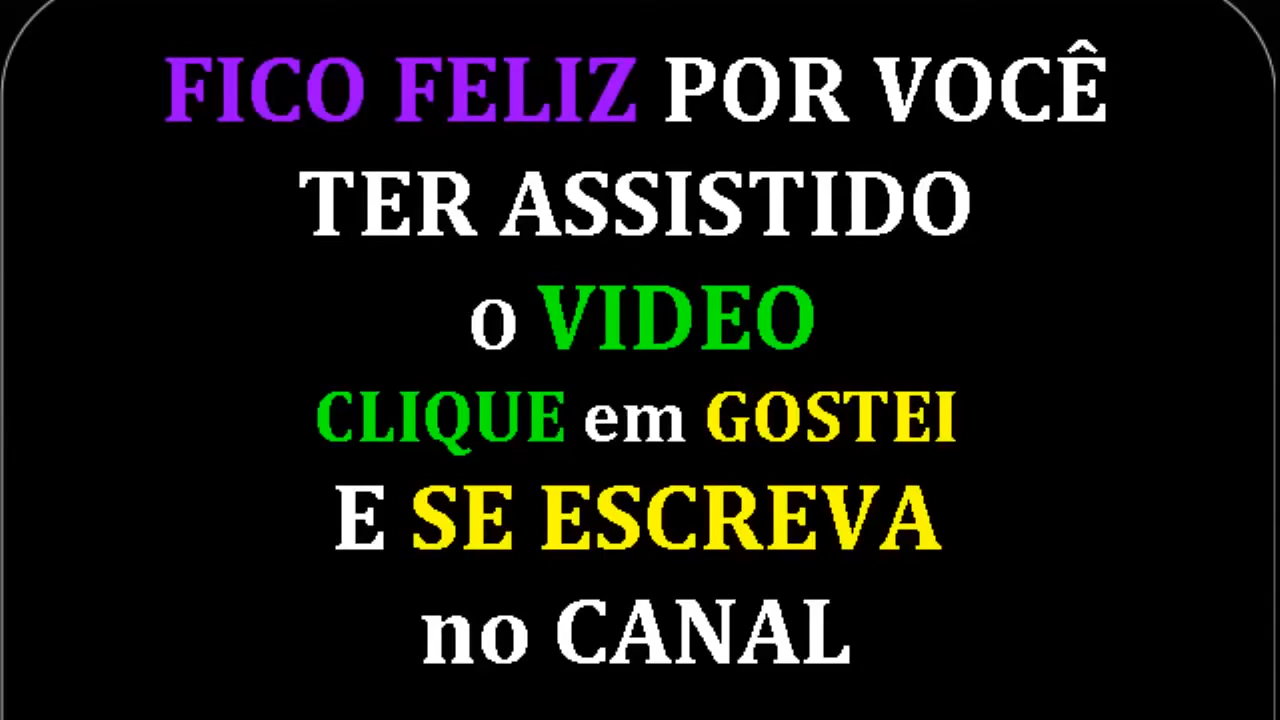 FICO FELIZ POR VOCÊ
TER ASSISTIDO
O VIDEO
CLIQUE em GOSTEI
E SE ESCREVA
no CANAL